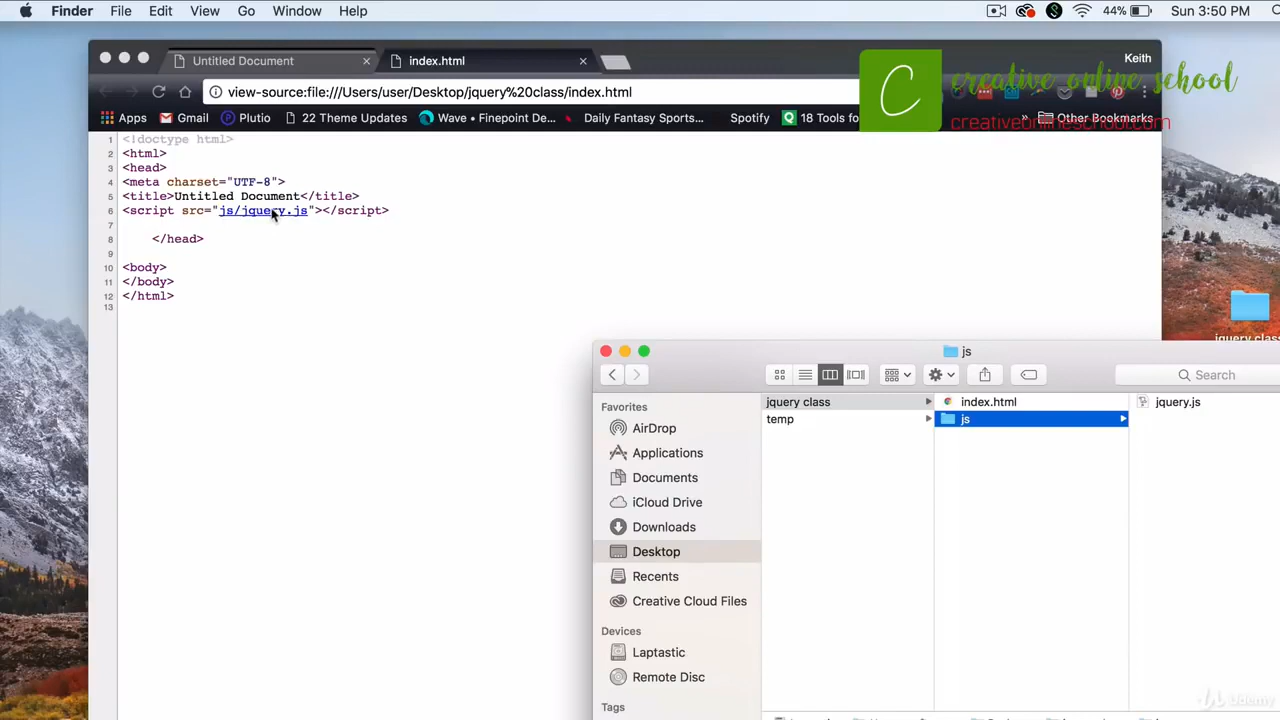 Finder File Edit View Go Window Help 44% Sun 3:50 PM
Untitled Document index.html Keith
view-source:file:///Users/user/Desktop/jquery%20class/index.html
C creative online school
creativeonlineschool.com
Apps Gmail Plutio 22 Theme Updates Wave • Finepoint De... Daily Fantasy Sports... Spotify 18 Tools fo » Other Bookmarks
1 <!doctype html>
2 <html>
3 <head>
4 <meta charset="UTF-8">
5 <title>Untitled Document</title>
6 <script src="js/jquery.js"></script>
7
8 </head>
9
10 <body>
11 </body>
12 </html>
13
jquery class
js
Search
Favorites
AirDrop
Applications
Documents
iCloud Drive
Downloads
Desktop
Recents
Creative Cloud Files
Devices
Laptastic
Remote Disc
Tags
jquery class
temp
index.html
js
jquery.js
Udemy